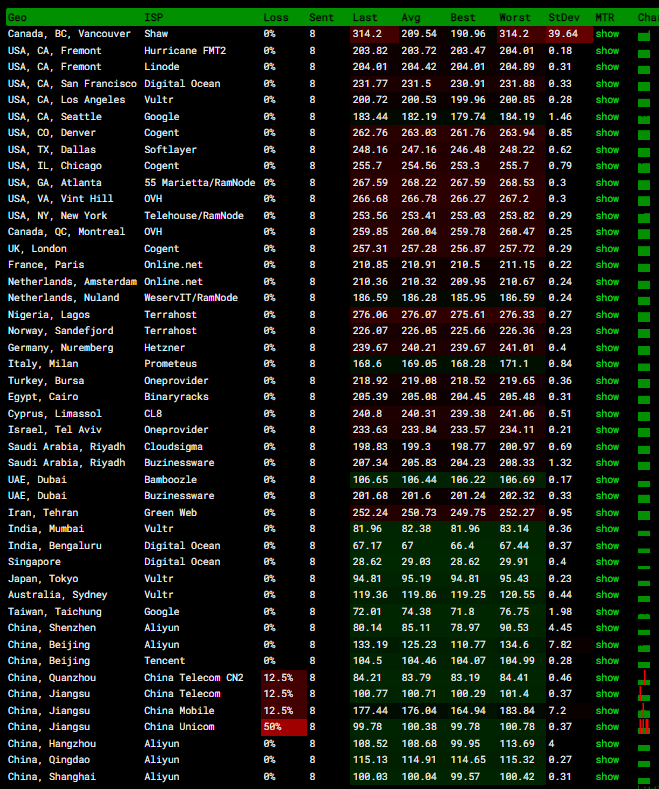 Geo ISP Loss Sent Last Avg Best Worst StDev MTR Cha
Canada, BC, Vancouver Shaw 0% 8 314.2 209.54 190.96 314.2 39.64 show
USA, CA, Fremont Hurricane FMT2 0% 8 203.82 203.72 203.47 204.01 0.18 show
USA, CA, Fremont Linode 0% 8 204.01 204.42 204.01 204.89 0.31 show
USA, CA, San Francisco Digital Ocean 0% 8 231.77 231.5 230.91 231.88 0.33 show
USA, CA, Los Angeles Vultr 0% 8 200.72 200.53 199.96 200.85 0.28 show
USA, CA, Seattle Google 0% 8 183.44 182.19 179.74 184.19 1.46 show
USA, CO, Denver Cogent 0% 8 262.76 263.03 261.76 263.94 0.85 show
USA, TX, Dallas Softlayer 0% 8 248.16 247.16 246.48 248.22 0.62 show
USA, IL, Chicago Cogent 0% 8 255.7 254.56 253.3 255.7 0.79 show
USA, GA, Atlanta 55 Marietta/RamNode 0% 8 267.59 268.22 267.59 268.53 0.3 show
USA, VA, Vint Hill OVH 0% 8 266.68 266.78 266.27 267.2 0.3 show
USA, NY, New York Telehouse/RamNode 0% 8 253.56 253.41 253.03 253.82 0.29 show
Canada, QC, Montreal OVH 0% 8 259.85 260.04 259.78 260.47 0.25 show
UK, London Cogent 0% 8 257.31 257.28 256.87 257.72 0.29 show
France, Paris Online.net 0% 8 210.85 210.91 210.5 211.15 0.22 show
Netherlands, Amsterdam Online.net 0% 8 210.36 210.32 209.95 210.67 0.24 show
Netherlands, Nuland WeservIT/RamNode 0% 8 186.59 186.28 185.95 186.59 0.24 show
Nigeria, Lagos Terrahost 0% 8 276.06 276.07 275.61 276.33 0.27 show
Norway, Sandefjord Terrahost 0% 8 226.07 226.05 225.66 226.36 0.23 show
Germany, Nuremberg Hetzner 0% 8 239.67 240.21 239.67 241.01 0.4 show
Italy, Milan Prometeus 0% 8 168.6 169.05 168.28 171.1 0.84 show
Turkey, Bursa Oneprovider 0% 8 218.92 219.08 218.52 219.65 0.36 show
Egypt, Cairo Binaryracks 0% 8 205.39 205.08 204.45 205.48 0.31 show
Cyprus, Limassol CL8 0% 8 240.8 240.31 239.38 241.06 0.51 show
Israel, Tel Aviv Oneprovider 0% 8 233.63 233.84 233.57 234.11 0.21 show
Saudi Arabia, Riyadh Cloudsigma 0% 8 198.83 199.3 198.77 200.97 0.69 show
Saudi Arabia, Riyadh Buzinessware 0% 8 207.34 205.83 204.23 208.33 1.32 show
UAE, Dubai Bamboozle 0% 8 106.65 106.44 106.22 106.69 0.17 show
UAE, Dubai Buzinessware 0% 8 201.68 201.6 201.24 202.32 0.33 show
Iran, Tehran Green Web 0% 8 252.24 250.73 249.75 252.27 0.95 show
India, Mumbai Vultr 0% 8 81.96 82.38 81.96 83.14 0.36 show
India, Bengaluru Digital Ocean 0% 8 67.17 67 66.4 67.44 0.37 show
Singapore Digital Ocean 0% 8 28.62 29.03 28.62 29.91 0.4 show
Japan, Tokyo Vultr 0% 8 94.81 95.19 94.81 95.43 0.23 show
Australia, Sydney Vultr 0% 8 119.36 119.86 119.25 120.55 0.44 show
Taiwan, Taichung Google 0% 8 72.01 74.38 71.8 76.75 1.98 show
China, Shenzhen Aliyun 0% 8 80.14 85.11 78.97 90.53 4.45 show
China, Beijing Aliyun 0% 8 133.19 125.23 110.77 134.6 7.82 show
China, Beijing Tencent 0% 8 104.5 104.46 104.07 104.99 0.28 show
China, Quanzhou China Telecom CN2 12.5% 8 84.21 83.79 83.19 84.41 0.46 show
China, Jiangsu China Telecom 12.5% 8 100.77 100.71 100.29 101.4 0.37 show
China, Jiangsu China Mobile 12.5% 8 177.44 176.04 164.94 183.84 7.2 show
China, Jiangsu China Unicom 50% 8 99.78 100.38 99.78 100.78 0.37 show
China, Hangzhou Aliyun 0% 8 108.52 108.68 99.95 113.69 4 show
China, Qingdao Aliyun 0% 8 115.13 114.91 114.65 115.32 0.27 show
China, Shanghai Aliyun 0% 8 100.03 100.04 99.57 100.42 0.31 show